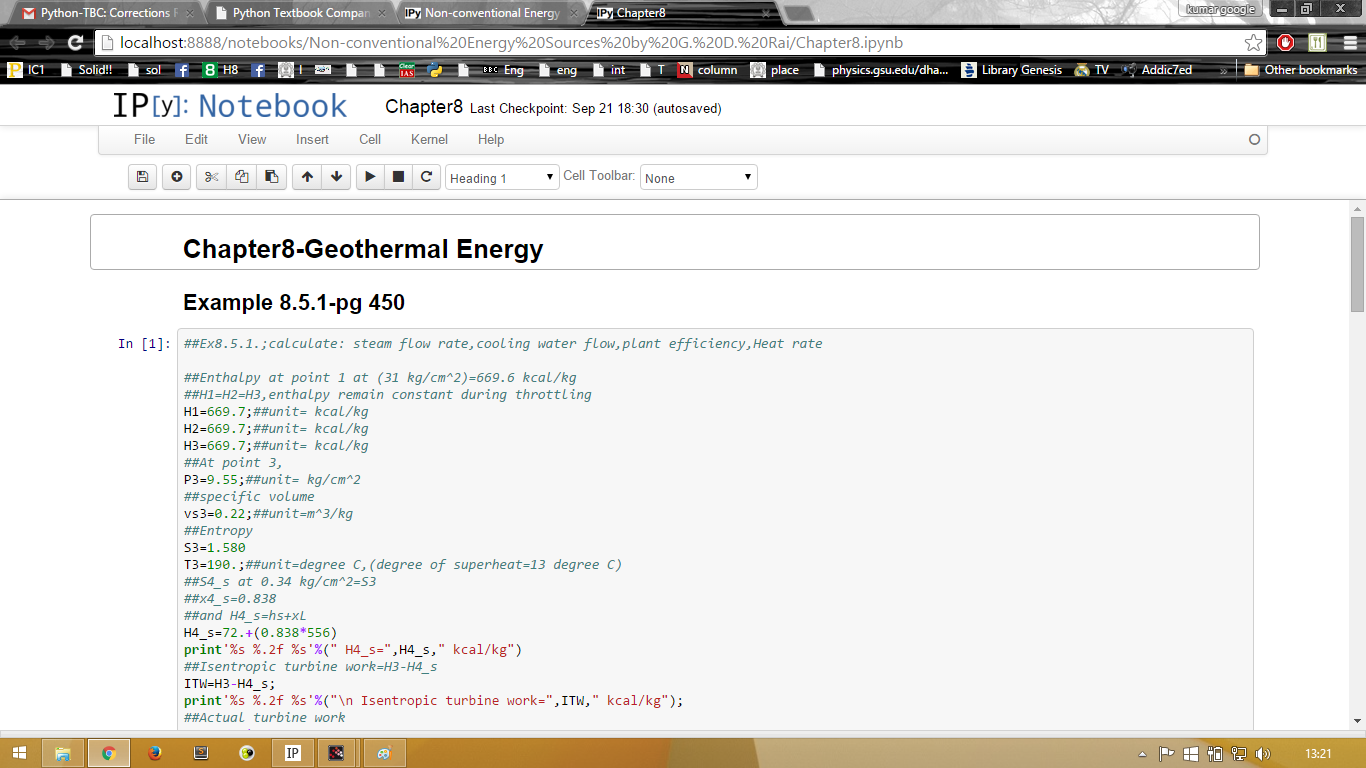 Python-TBC: Corrections R
Python Textbook Compan
IPy Non-conventional Energy
IPy Chapter8
kumar google
localhost:8888/notebooks/Non-conventional%20Energy%20Sources%20by%20G.%20D.%20Rai/Chapter8.ipynb
IC1 Solid!! sol H8 I Clear IAS BBC Eng eng int T column place physics.gsu.edu/dha... Library Genesis TV Addic7ed » Other bookmarks
IP[y]: Notebook Chapter8 Last Checkpoint: Sep 21 18:30 (autosaved)
File Edit View Insert Cell Kernel Help
Heading 1 Cell Toolbar: None
Chapter8-Geothermal Energy
Example 8.5.1-pg 450
In [1]: ##Ex8.5.1.;calculate: steam flow rate,cooling water flow,plant efficiency,Heat rate
##Enthalpy at point 1 at (31 kg/cm^2)=669.6 kcal/kg
##H1=H2=H3,enthalpy remain constant during throttling
H1=669.7;##unit= kcal/kg
H2=669.7;##unit= kcal/kg
H3=669.7;##unit= kcal/kg
##At point 3,
P3=9.55;##unit= kg/cm^2
##specific volume
vs3=0.22;##unit=m^3/kg
##Entropy
S3=1.580
T3=190.;##unit=degree C,(degree of superheat=13 degree C)
##S4_s at 0.34 kg/cm^2=S3
##x4_s=0.838
##and H4_s=hs+xL
H4_s=72.+(0.838*556)
print'%s %.2f %s'%(" H4_s=",H4_s," kcal/kg")
##Isentropic turbine work=H3-H4_s
ITW=H3-H4_s;
print'%s %.2f %s'%("\n Isentropic turbine work=",ITW," kcal/kg");
##Actual turbine work
IP
13:21